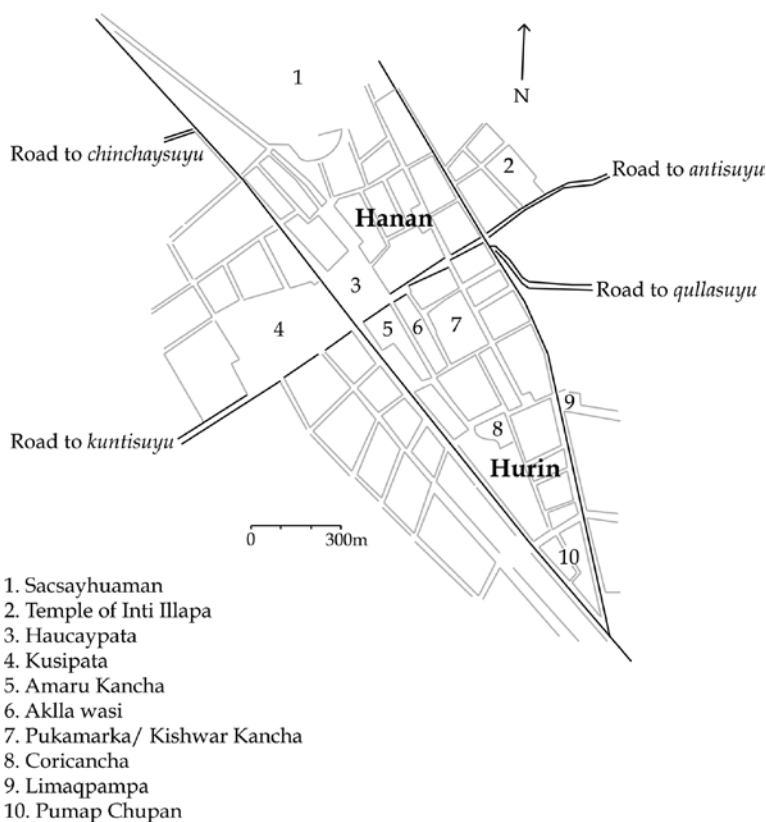 1
N
2
Road to chinchaysuyu
Road to antisuyu
Hanan
3
Road to qullasuyu
4
5
6
7
9
8
Road to kuntisuyu
Hurin
0
300m
10
1. Sacsayhuaman
2. Temple of Inti Illapa
3. Haucaypata
4. Kusipata
5. Amaru Kancha
6. Aklla wasi
7. Pukamarka/ Kishwar Kancha
8. Coricancha
9. Limaqpampa
10. Pumap Chupan